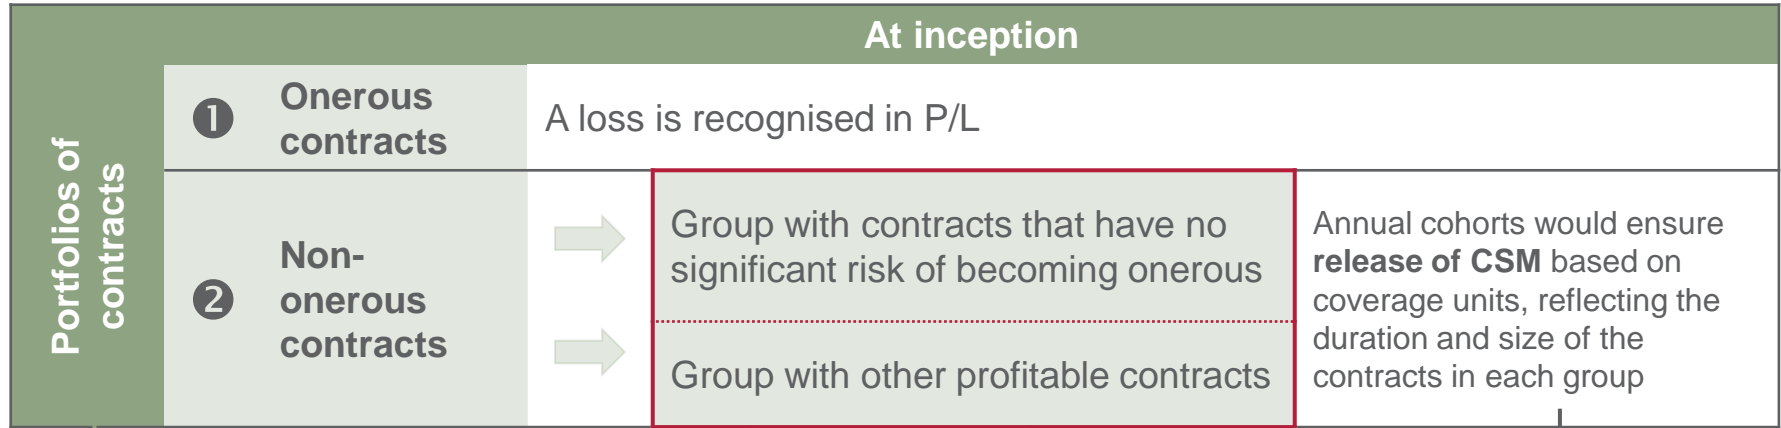 At inception
Portfolios of
contracts
❶
Onerous
contracts
A loss is recognised in P/L
❷
Non-
onerous
contracts
Group with contracts that have no
significant risk of becoming onerous
Group with other profitable contracts
Annual cohorts would ensure
release of CSM based on
coverage units, reflecting the
duration and size of the
contracts in each group